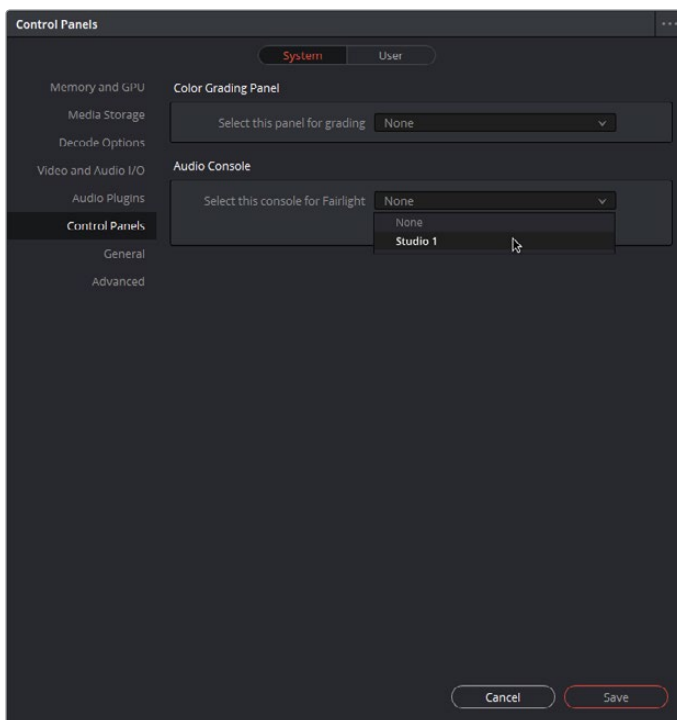 Control Panels
System User
Memory and GPU
Media Storage
Decode Options
Video and Audio I/O
Audio Plugins
Control Panels
General
Advanced
Color Grading Panel
Select this panel for grading None
Audio Console
Select this console for Fairlight None
None
Studio 1
Cancel Save